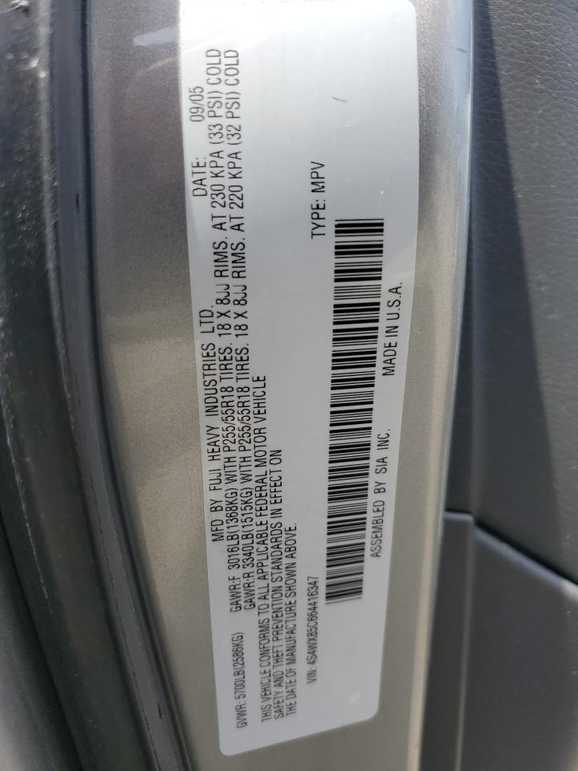 MFD BY FUJI HEAVY INDUSTRIES LTD. DATE: 09/05
GAWR:F 3016LB(1368KG) WITH P255/55R18 TIRES. 18 X 8JJ RIMS. AT 230 KPA (33 PSI) COLD
GAWR:R 3340LB(1515KG) WITH P255/55R18 TIRES. 18 X 8JJ RIMS. AT 220 KPA (32 PSI) COLD
GVWR: 5700LB(2586KG)
THIS VEHICLE CONFORMS TO ALL APPLICABLE FEDERAL MOTOR VEHICLE
SAFETY AND THEFT PREVENTION STANDARDS IN EFFECT ON
THE DATE OF MANUFACTURE SHOWN ABOVE.
VIN: 4S4WX85C664416347 TYPE: MPV
ASSEMBLED BY SIA INC. MADE IN U.S.A.